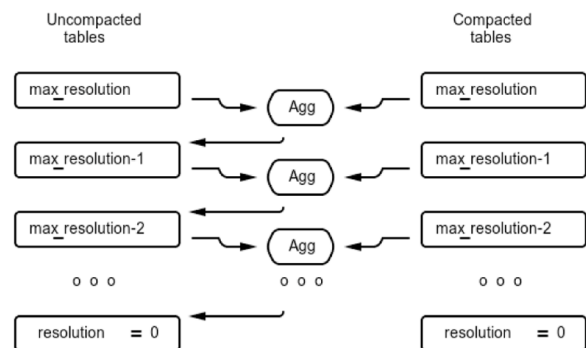 Uncompacted
tables
Compacted
tables
max_resolution
Agg
max_resolution
max_resolution-1
Agg
max_resolution-1
max_resolution-2
Agg
max_resolution-2
o o o
o o o
o o o
resolution = 0
resolution = 0